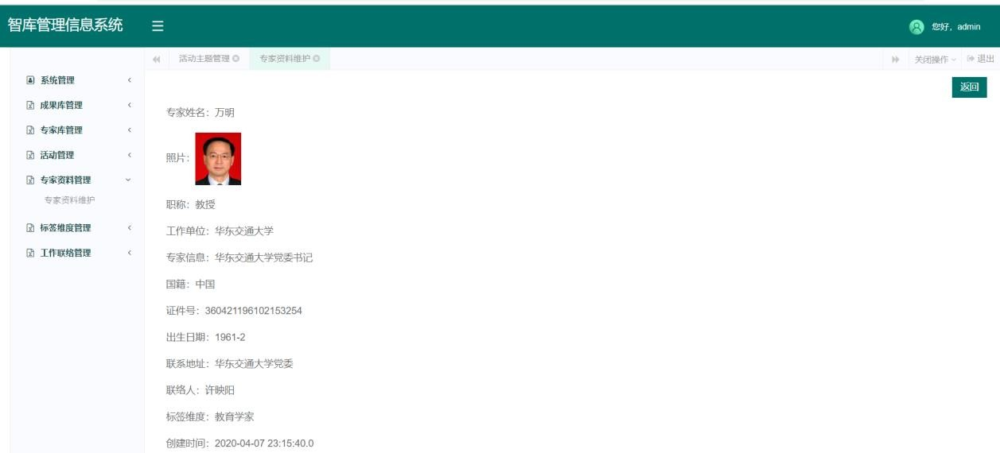 智库管理信息系统
您好，admin
活动主题管理
专家资料维护
关闭操作
退出
系统管理
成果库管理
专家库管理
活动管理
专家资料管理
专家资料维护
标签维度管理
工作联络管理
返回
专家姓名：万明
照片：
职称：教授
工作单位：华东交通大学
专家信息：华东交通大学党委书记
国籍：中国
证件号：360421196102153254
出生日期：1961-2
联系地址：华东交通大学党委
联络人：许映阳
标签维度：教育学家
创建时间：2020-04-07 23:15:40.0